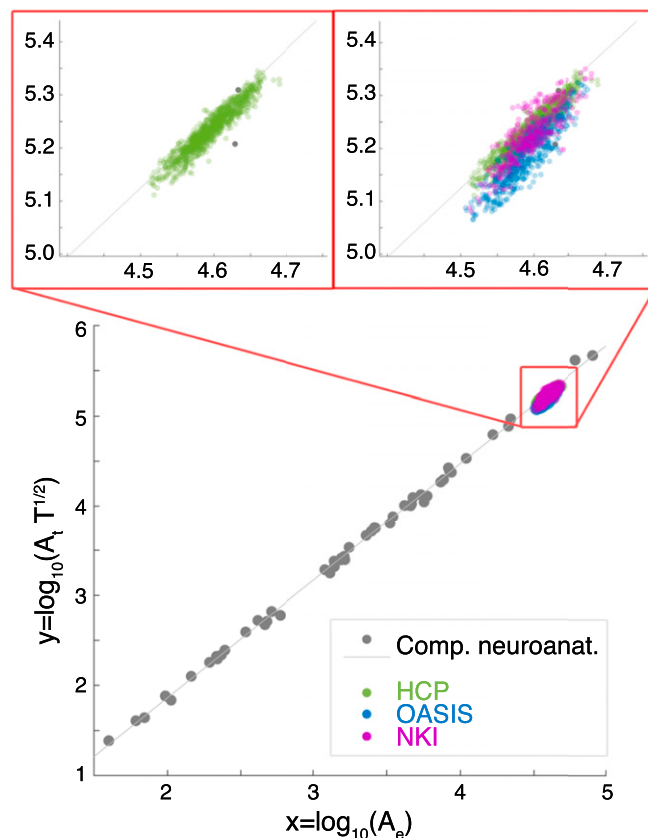 5.4
5.3
5.2
5.1
5.0
4.5 4.6 4.7
5.4
5.3
5.2
5.1
5.0
4.5 4.6 4.7
6
5
4
3
2
1
2 3 4 5
y=log10(At T1/2)
x=log10(Ae)
Comp. neuroanat.
HCP
OASIS
NKI